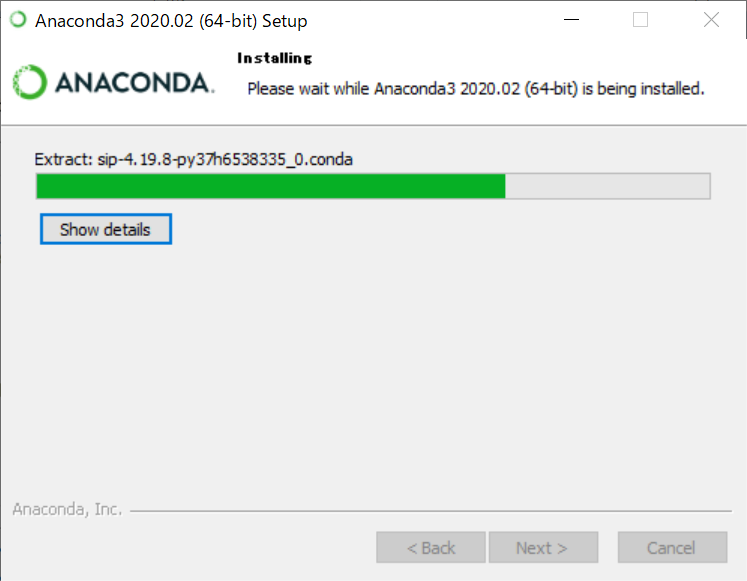 Anaconda3 2020.02 (64-bit) Setup
Installing
ANACONDA.
Please wait while Anaconda3 2020.02 (64-bit) is being installed.
Extract: sip-4.19.8-py37h6538335_0.conda
Show details
Anaconda, Inc.
< Back
Next >
Cancel